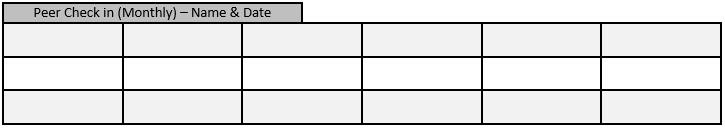 Peer Check in (Monthly) – Name & Date